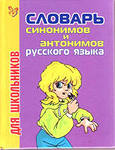 СЛОВАРЬ
СИНОНИМОВ
И
АНТОНИМОВ
РУССКОГО ЯЗЫКА
ДЛЯ ШКОЛЬНИКОВ